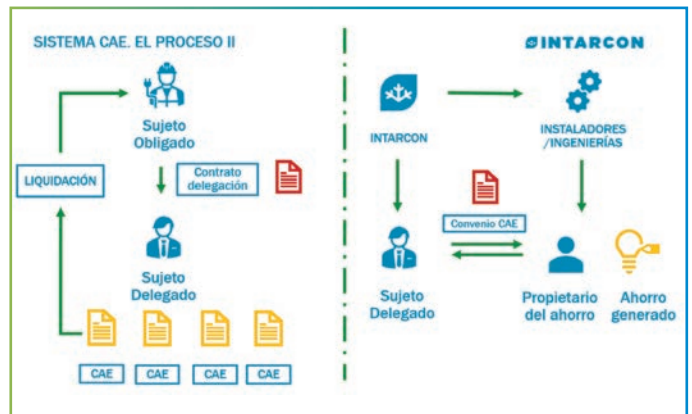 SISTEMA CAE. EL PROCESO II
Sujeto
Obligado
LIQUIDACIÓN
Contrato
delegación
Sujeto
Delegado
CAE
CAE
CAE
CAE
INTARCON
INTARCON
INSTALADORES
/INGENIERÍAS
Convenio CAE
Sujeto
Delegado
Propietario
del ahorro
Ahorro
generado